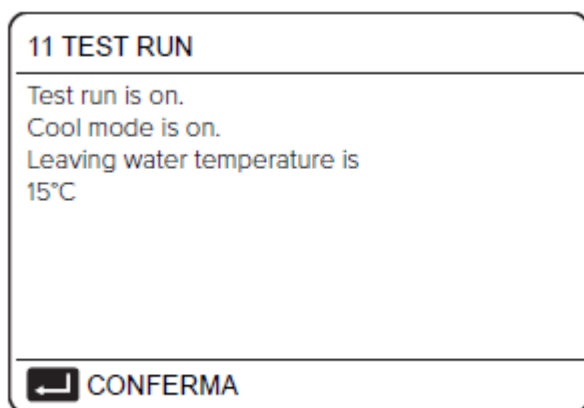 11 TEST RUN
Test run is on.
Cool mode is on.
Leaving water temperature is
15°C
CONFERMA